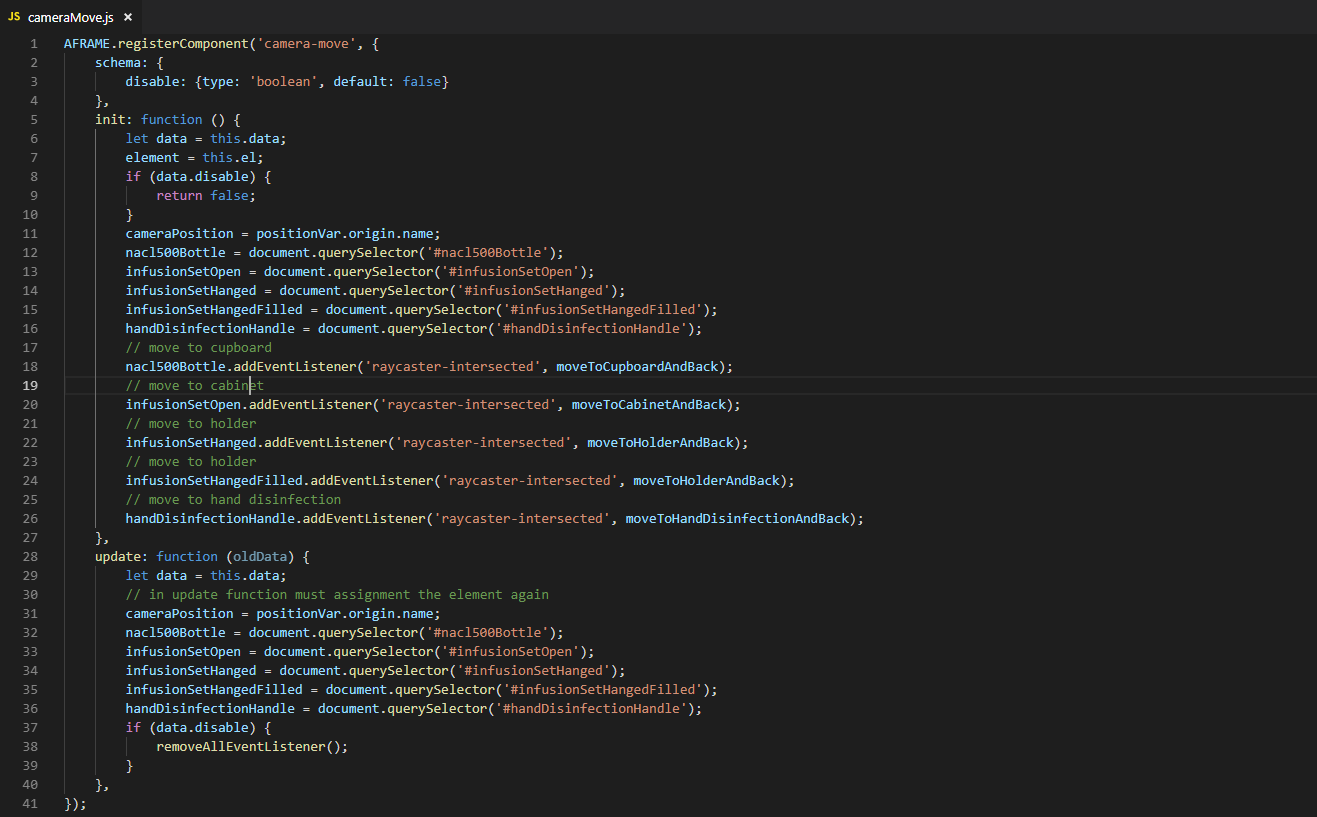 JS cameraMove.js ×
1 AFRAME.registerComponent('camera-move', {
2 schema: {
3 disable: {type: 'boolean', default: false}
4 },
5 init: function () {
6 let data = this.data;
7 element = this.el;
8 if (data.disable) {
9 return false;
10 }
11 cameraPosition = positionVar.origin.name;
12 nacl500Bottle = document.querySelector('#nacl500Bottle');
13 infusionSetOpen = document.querySelector('#infusionSetOpen');
14 infusionSetHanged = document.querySelector('#infusionSetHanged');
15 infusionSetHangedFilled = document.querySelector('#infusionSetHangedFilled');
16 handDisinfectionHandle = document.querySelector('#handDisinfectionHandle');
17 // move to cupboard
18 nacl500Bottle.addEventListener('raycaster-intersected', moveToCupboardAndBack);
19 // move to cabinet
20 infusionSetOpen.addEventListener('raycaster-intersected', moveToCabinetAndBack);
21 // move to holder
22 infusionSetHanged.addEventListener('raycaster-intersected', moveToHolderAndBack);
23 // move to holder
24 infusionSetHangedFilled.addEventListener('raycaster-intersected', moveToHolderAndBack);
25 // move to hand disinfection
26 handDisinfectionHandle.addEventListener('raycaster-intersected', moveToHandDisinfectionAndBack);
27 },
28 update: function (oldData) {
29 let data = this.data;
30 // in update function must assignment the element again
31 cameraPosition = positionVar.origin.name;
32 nacl500Bottle = document.querySelector('#nacl500Bottle');
33 infusionSetOpen = document.querySelector('#infusionSetOpen');
34 infusionSetHanged = document.querySelector('#infusionSetHanged');
35 infusionSetHangedFilled = document.querySelector('#infusionSetHangedFilled');
36 handDisinfectionHandle = document.querySelector('#handDisinfectionHandle');
37 if (data.disable) {
38 removeAllEventListener();
39 }
40 },
41 });